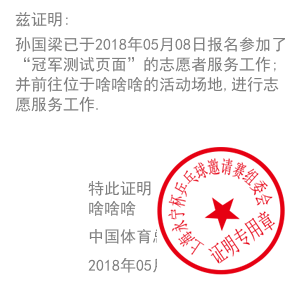 兹证明:
孙国梁已于2018年05月08日报名参加了
“冠军测试页面”的志愿者服务工作;
并前往位于啥啥啥的活动场地,进行志
愿服务工作.
特此证明
啥啥啥
中国体育
2018年05月
上海永宁杯乒乓球邀请赛组委会
证明专用章